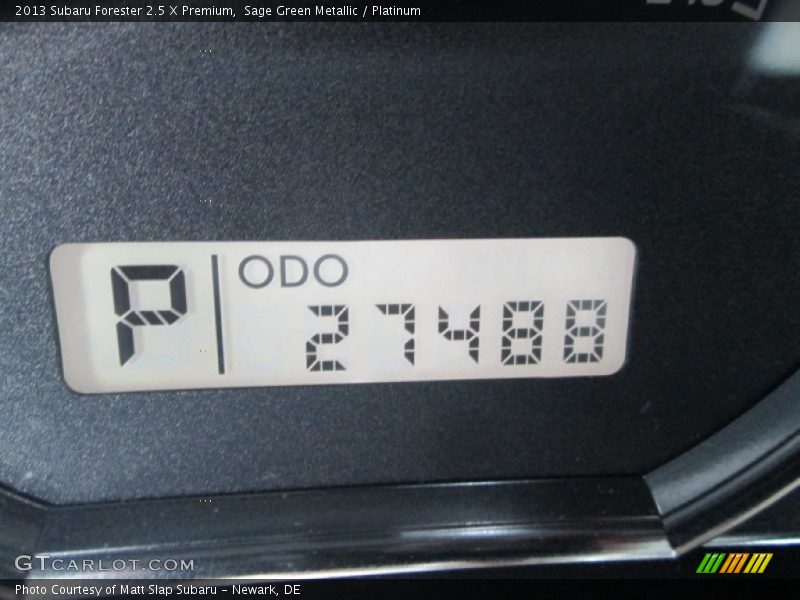 2013 Subaru Forester 2.5 X Premium,  Sage Green Metallic / Platinum
P
ODO
27488
GTCARLOT.COM
Photo Courtesy of Matt Slap Subaru - Newark, DE